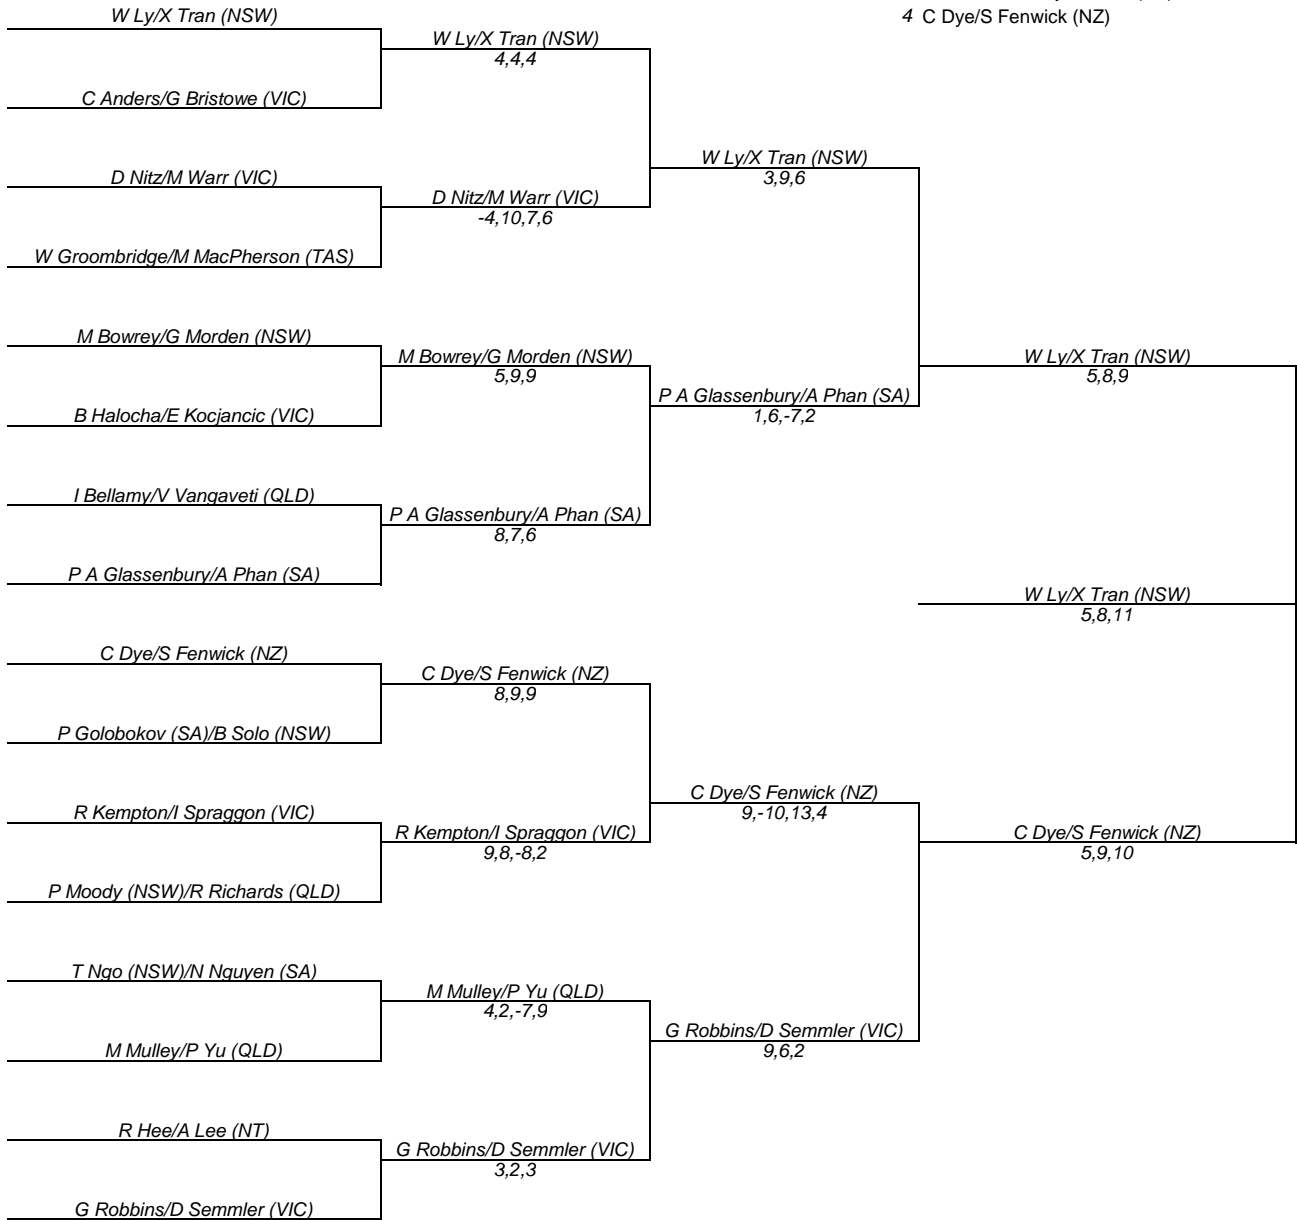 W Ly/X Tran (NSW)
4 C Dye/S Fenwick (NZ)
W Ly/X Tran (NSW)
4,4,4
C Anders/G Bristowe (VIC)
W Ly/X Tran (NSW)
3,9,6
D Nitz/M Warr (VIC)
D Nitz/M Warr (VIC)
-4,10,7,6
W Groombridge/M MacPherson (TAS)
M Bowrey/G Morden (NSW)
M Bowrey/G Morden (NSW)
5,9,9
W Ly/X Tran (NSW)
5,8,9
P A Glassenbury/A Phan (SA)
1,6,-7,2
B Halocha/E Kocjancic (VIC)
I Bellamy/V Vangaveti (QLD)
P A Glassenbury/A Phan (SA)
8,7,6
P A Glassenbury/A Phan (SA)
W Ly/X Tran (NSW)
5,8,11
C Dye/S Fenwick (NZ)
C Dye/S Fenwick (NZ)
8,9,9
P Golobokov (SA)/B Solo (NSW)
C Dye/S Fenwick (NZ)
9,-10,13,4
R Kempton/I Spraggon (VIC)
R Kempton/I Spraggon (VIC)
9,8,-8,2
C Dye/S Fenwick (NZ)
5,9,10
P Moody (NSW)/R Richards (QLD)
T Ngo (NSW)/N Nguyen (SA)
M Mulley/P Yu (QLD)
4,2,-7,9
G Robbins/D Semmler (VIC)
9,6,2
M Mulley/P Yu (QLD)
R Hee/A Lee (NT)
G Robbins/D Semmler (VIC)
3,2,3
G Robbins/D Semmler (VIC)